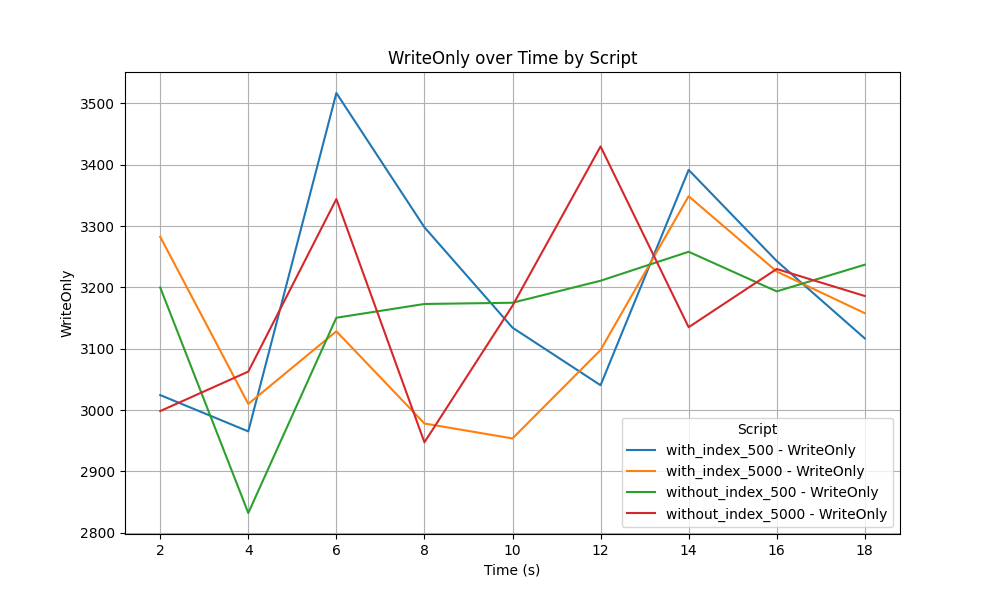 WriteOnly over Time by Script
3500
3400
3300
3200
3100
3000
2900
2800
WriteOnly
2 4 6 8 10 12 14 16 18
Time (s)
Script
with_index_500 - WriteOnly
with_index_5000 - WriteOnly
without_index_500 - WriteOnly
without_index_5000 - WriteOnly